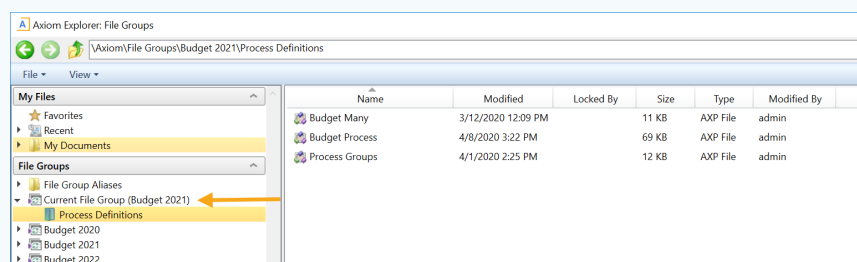 Axiom Explorer: File Groups
\Axiom\File Groups\Budget 2021\Process Definitions
File View
My Files
Favorites
Recent
My Documents
File Groups
File Group Aliases
Current File Group (Budget 2021)
Process Definitions
Budget 2020
Budget 2021
Budget 2022
Name Modified Locked By Size Type Modified By
Budget Many 3/12/2020 12:09 PM 11 KB AXP File admin
Budget Process 4/8/2020 3:22 PM 69 KB AXP File admin
Process Groups 4/1/2020 2:25 PM 12 KB AXP File admin